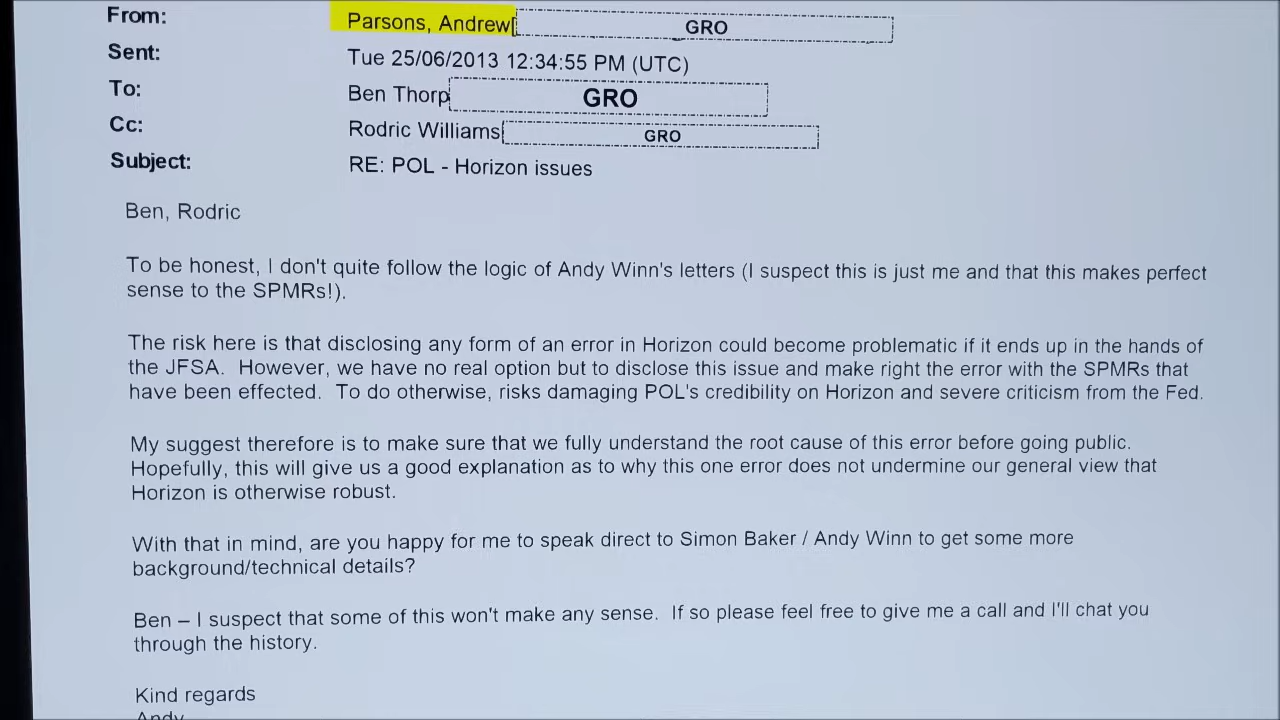 From: Parsons, Andrew[ GRO
Sent: Tue 25/06/2013 12:34:55 PM (UTC)
To: Ben Thorp GRO
Cc: Rodric Williams GRO
Subject: RE: POL - Horizon issues
Ben, Rodric
To be honest, I don't quite follow the logic of Andy Winn's letters (I suspect this is just me and that this makes perfect
sense to the SPMRs!).
The risk here is that disclosing any form of an error in Horizon could become problematic if it ends up in the hands of
the JFSA. However, we have no real option but to disclose this issue and make right the error with the SPMRs that
have been effected. To do otherwise, risks damaging POL's credibility on Horizon and severe criticism from the Fed.
My suggest therefore is to make sure that we fully understand the root cause of this error before going public.
Hopefully, this will give us a good explanation as to why this one error does not undermine our general view that
Horizon is otherwise robust.
With that in mind, are you happy for me to speak direct to Simon Baker / Andy Winn to get some more
background/technical details?
Ben – I suspect that some of this won't make any sense. If so please feel free to give me a call and I'll chat you
through the history.
Kind regards
Andy